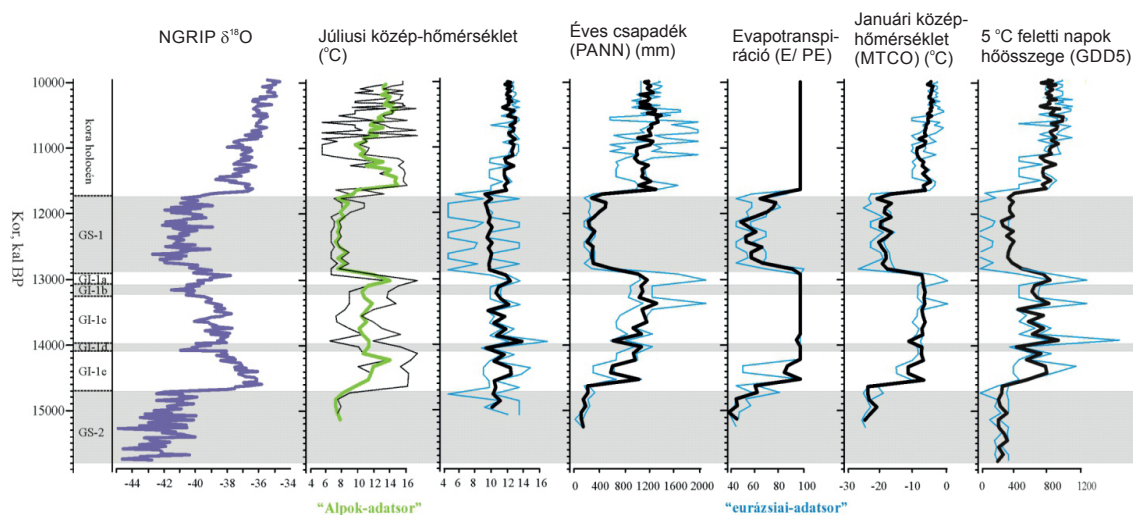 NGRIP δ¹⁸O
Júliusi közép-hőmérséklet
(°C)
Éves csapadék
(PANN) (mm)
Evapotranspi-
ráció (E/ PE)
Januári közép-
hőmérséklet
(MTCO) (°C)
5 °C feletti napok
hőösszege (GDD5)
Kor, kal BP
10000
11000
12000
13000
14000
15000
kora holocén
GS-1
GI-1a
GI-1b
GI-1c
GI-1d
GI-1e
GS-2
-44 -42 -40 -38 -36 -34
4 6 8 10 12 14 16
4 6 8 10 12 14 16
0 400 800 1200 2000
40 60 80 100
-30 -20 -10 0
0 400 1200
"Alpok-adatsor"
"eurázsiai-adatsor"